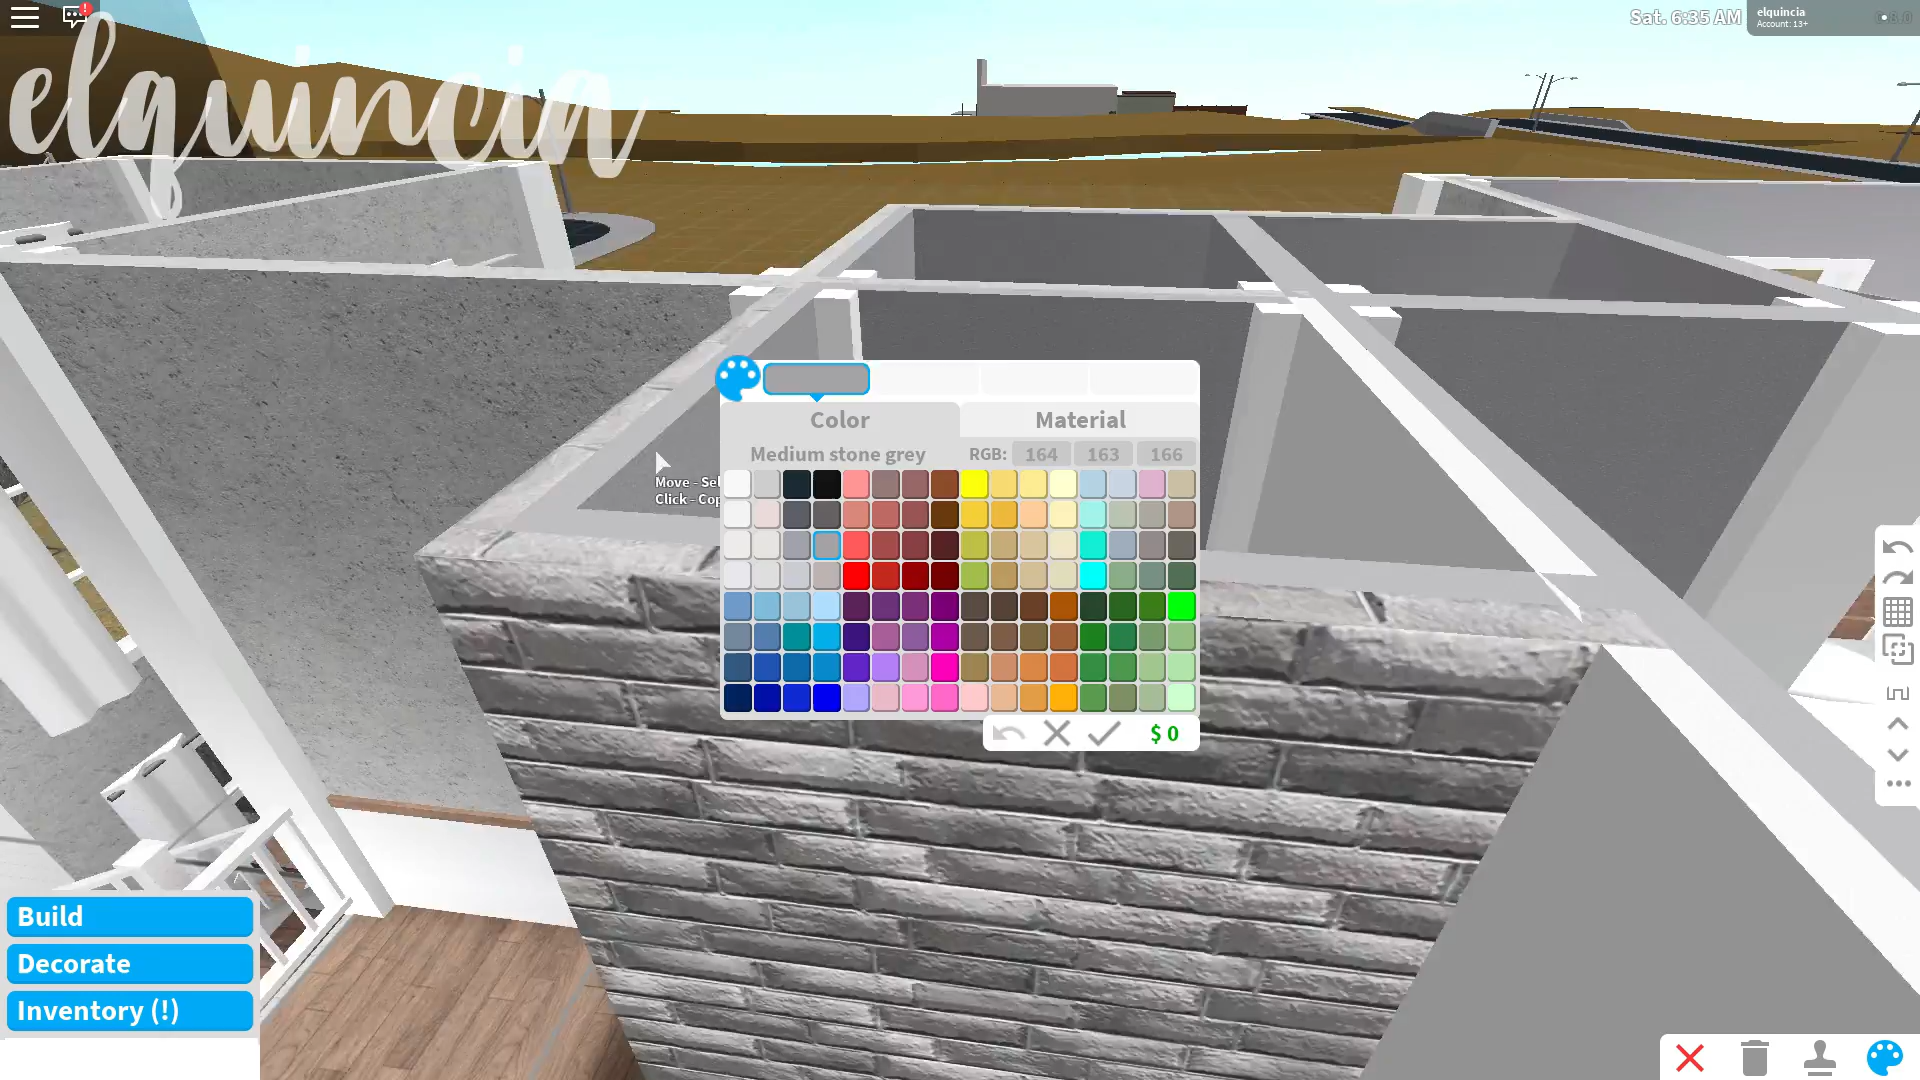 Sat. 6:35 AM
elquincia
Account: 13+
elquincia
Color
Material
Medium stone grey
RGB: 164 163 166
Move - Sel
Click - Cop
$ 0
Build
Decorate
Inventory (!)